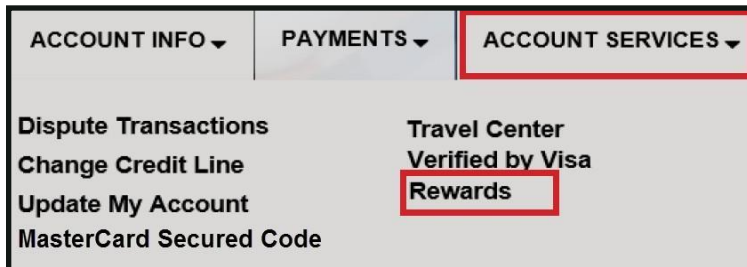 ACCOUNT INFO
PAYMENTS
ACCOUNT SERVICES
Dispute Transactions
Change Credit Line
Update My Account
MasterCard Secured Code
Travel Center
Verified by Visa
Rewards